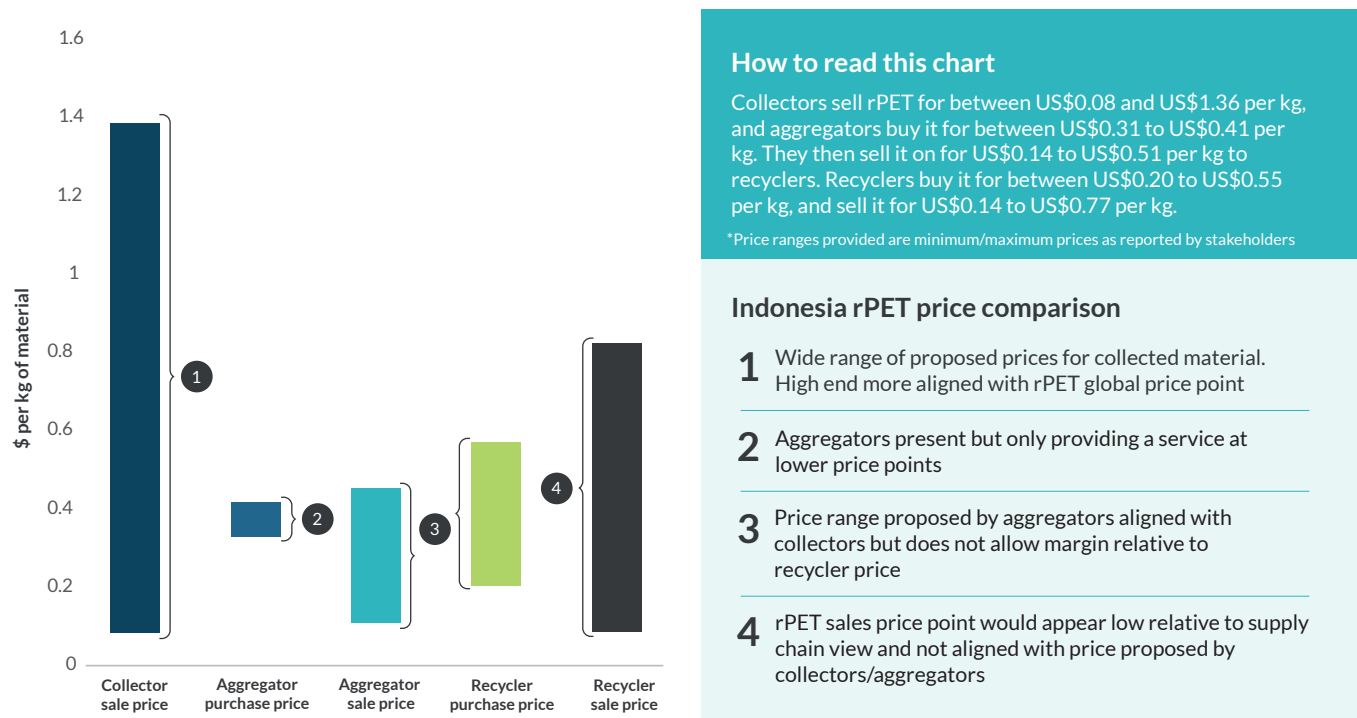 1.6
1.4
1.2
1
0.8
0.6
0.4
0.2
0
$ per kg of material
1
2
3
4
Collector
sale price
Aggregator
purchase price
Aggregator
sale price
Recycler
purchase price
Recycler
sale price
How to read this chart
Collectors sell rPET for between US$0.08 and US$1.36 per kg,
and aggregators buy it for between US$0.31 to US$0.41 per
kg. They then sell it on for US$0.14 to US$0.51 per kg to
recyclers. Recyclers buy it for between US$0.20 to US$0.55
per kg, and sell it for US$0.14 to US$0.77 per kg.
*Price ranges provided are minimum/maximum prices as reported by stakeholders
Indonesia rPET price comparison
1 Wide range of proposed prices for collected material.
High end more aligned with rPET global price point
2 Aggregators present but only providing a service at
lower price points
3 Price range proposed by aggregators aligned with
collectors but does not allow margin relative to
recycler price
4 rPET sales price point would appear low relative to supply
chain view and not aligned with price proposed by
collectors/aggregators